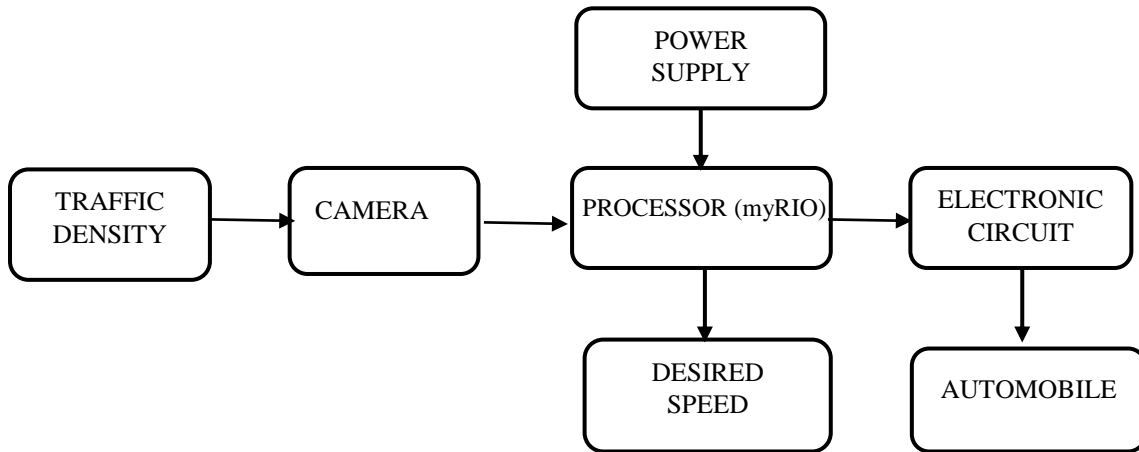 POWER
SUPPLY
TRAFFIC
DENSITY
CAMERA
PROCESSOR (myRIO)
ELECTRONIC
CIRCUIT
DESIRED
SPEED
AUTOMOBILE